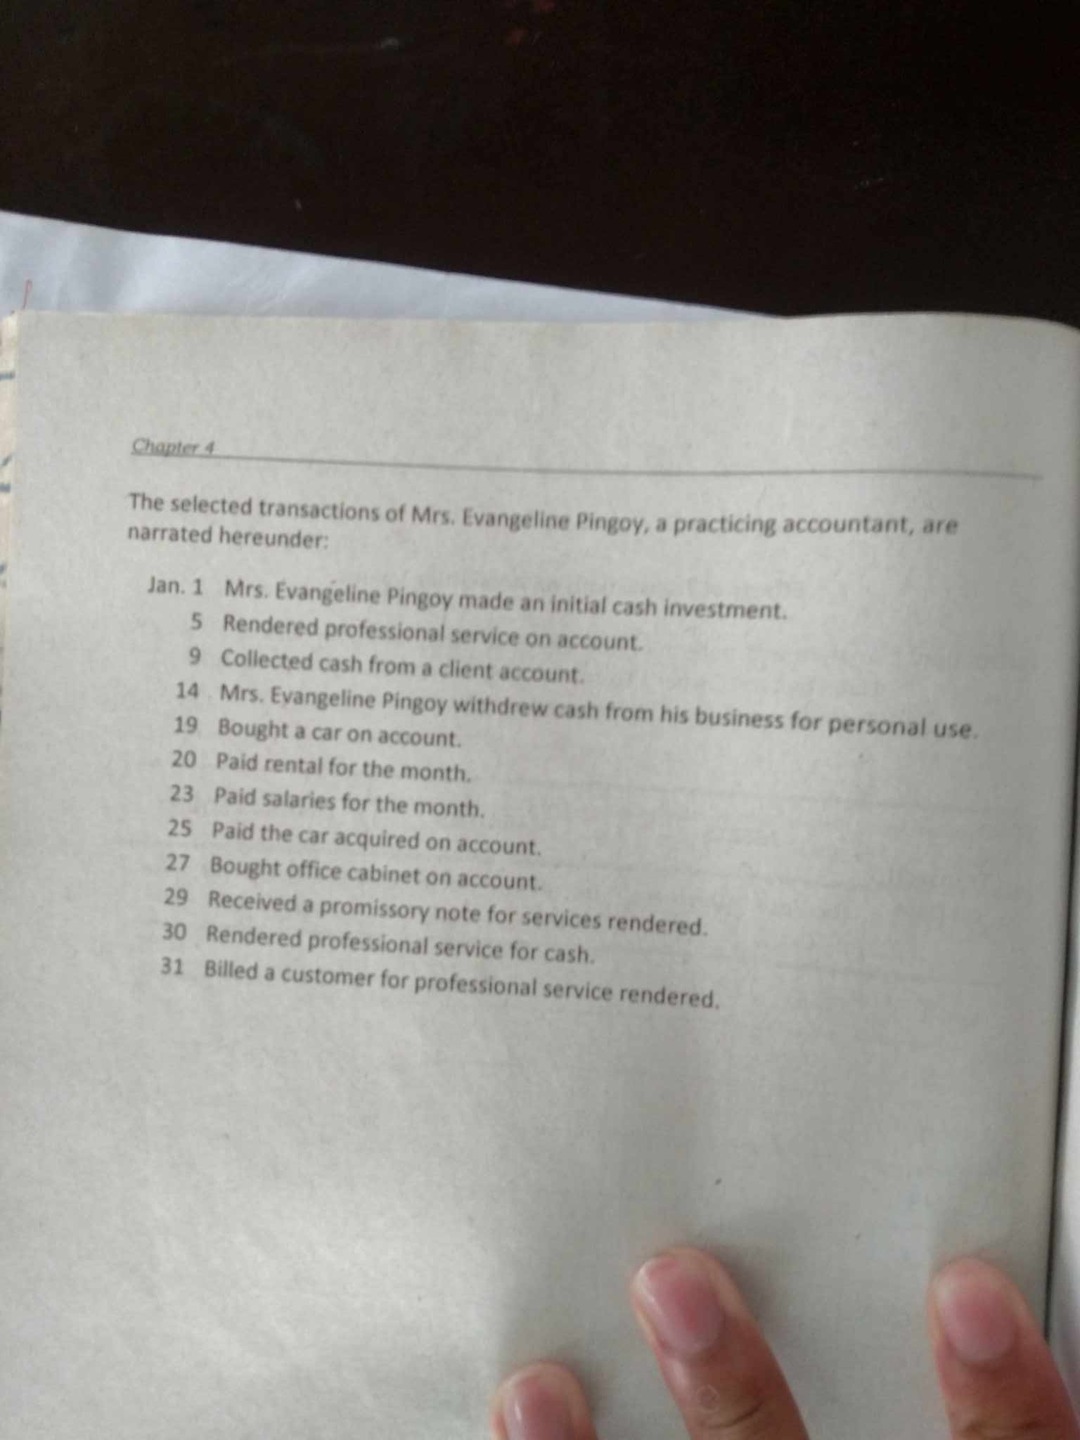 Chapter 4
The selected transactions of Mrs. Evangeline Pingoy, a practicing accountant, are
narrated hereunder:
Jan. 1 Mrs. Evangeline Pingoy made an initial cash investment.
5 Rendered professional service on account.
9 Collected cash from a client account.
14 Mrs. Evangeline Pingoy withdrew cash from his business for personal use.
19 Bought a car on account.
20 Paid rental for the month.
23 Paid salaries for the month.
25 Paid the car acquired on account.
27 Bought office cabinet on account.
29 Received a promissory note for services rendered.
30 Rendered professional service for cash.
31 Billed a customer for professional service rendered.